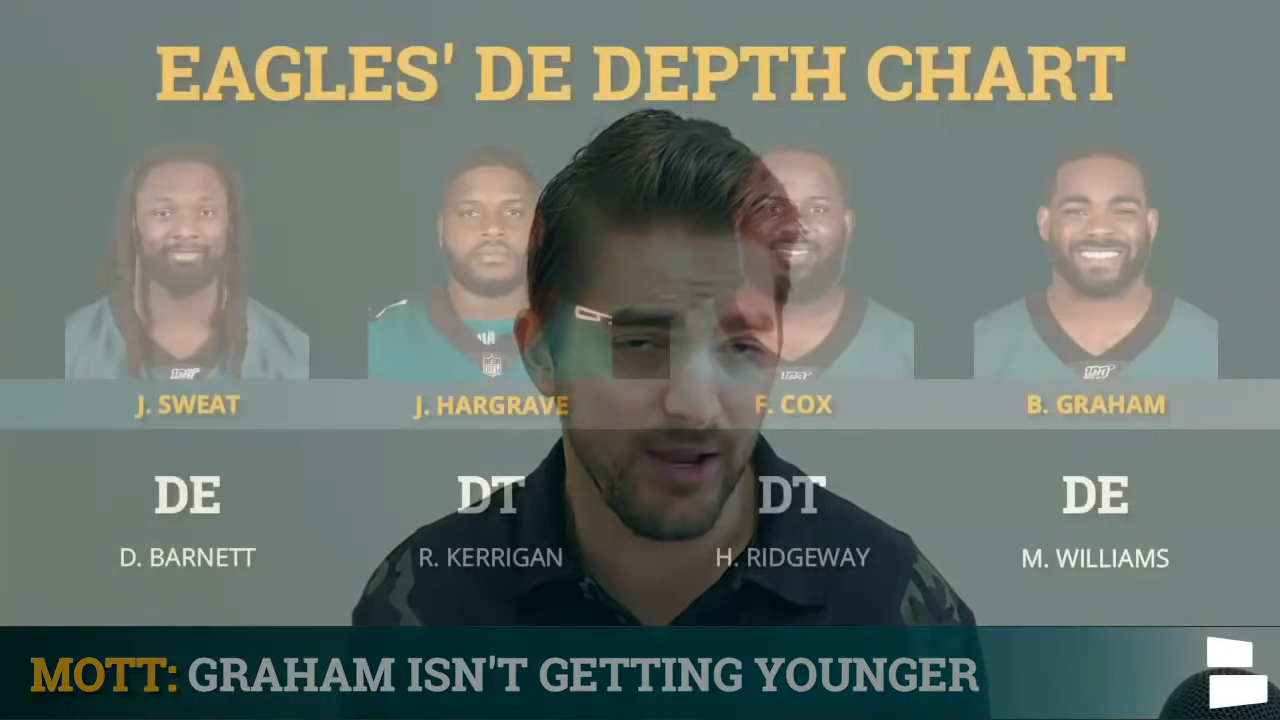 EAGLES' DE DEPTH CHART
J. SWEAT J. HARGRAVE F. COX B. GRAHAM
DE DT DT DE
D. BARNETT R. KERRIGAN H. RIDGEWAY M. WILLIAMS
MOTT: GRAHAM ISN'T GETTING YOUNGER